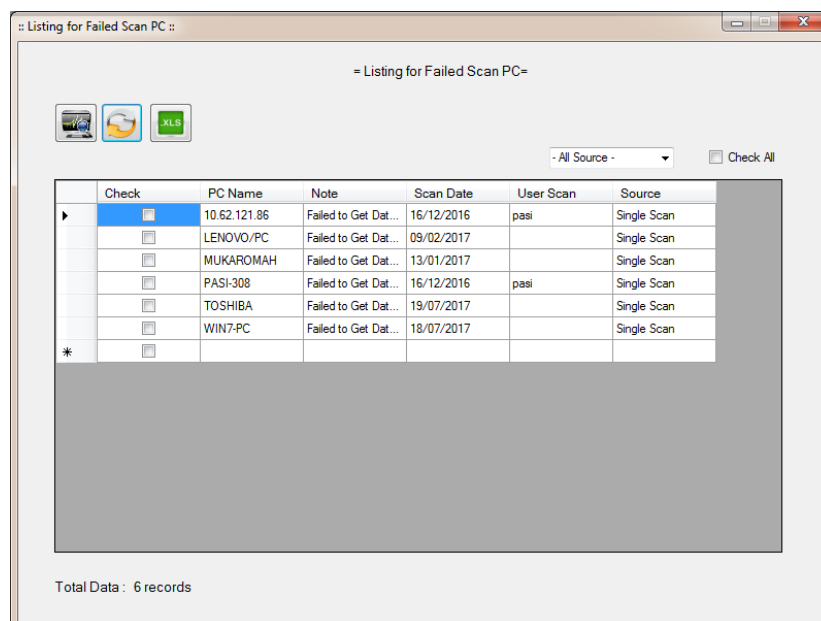 :: Listing for Failed Scan PC ::
= Listing for Failed Scan PC=
.XLS
- All Source - Check All
Check PC Name Note Scan Date User Scan Source
10.62.121.86 Failed to Get Dat... 16/12/2016 pasi Single Scan
LENOVO/PC Failed to Get Dat... 09/02/2017 Single Scan
MUKAROMAH Failed to Get Dat... 13/01/2017 Single Scan
PASI-308 Failed to Get Dat... 16/12/2016 pasi Single Scan
TOSHIBA Failed to Get Dat... 19/07/2017 Single Scan
WIN7-PC Failed to Get Dat... 18/07/2017 Single Scan
Total Data : 6 records